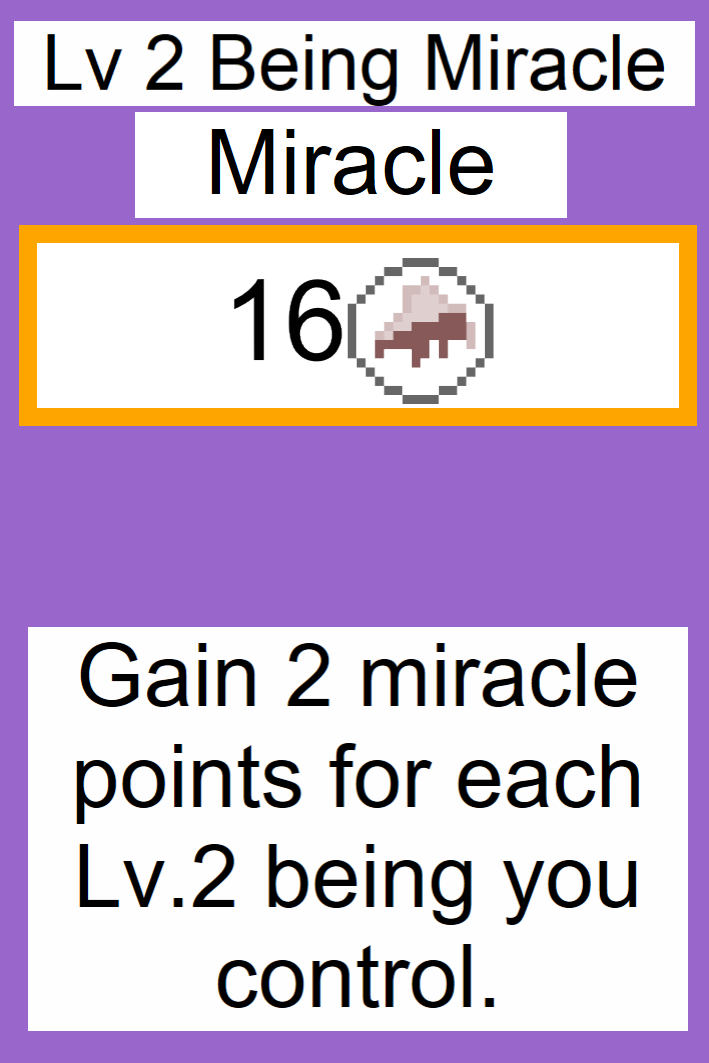 Lv 2 Being Miracle
Miracle
16
Gain 2 miracle
points for each
Lv.2 being you
control.